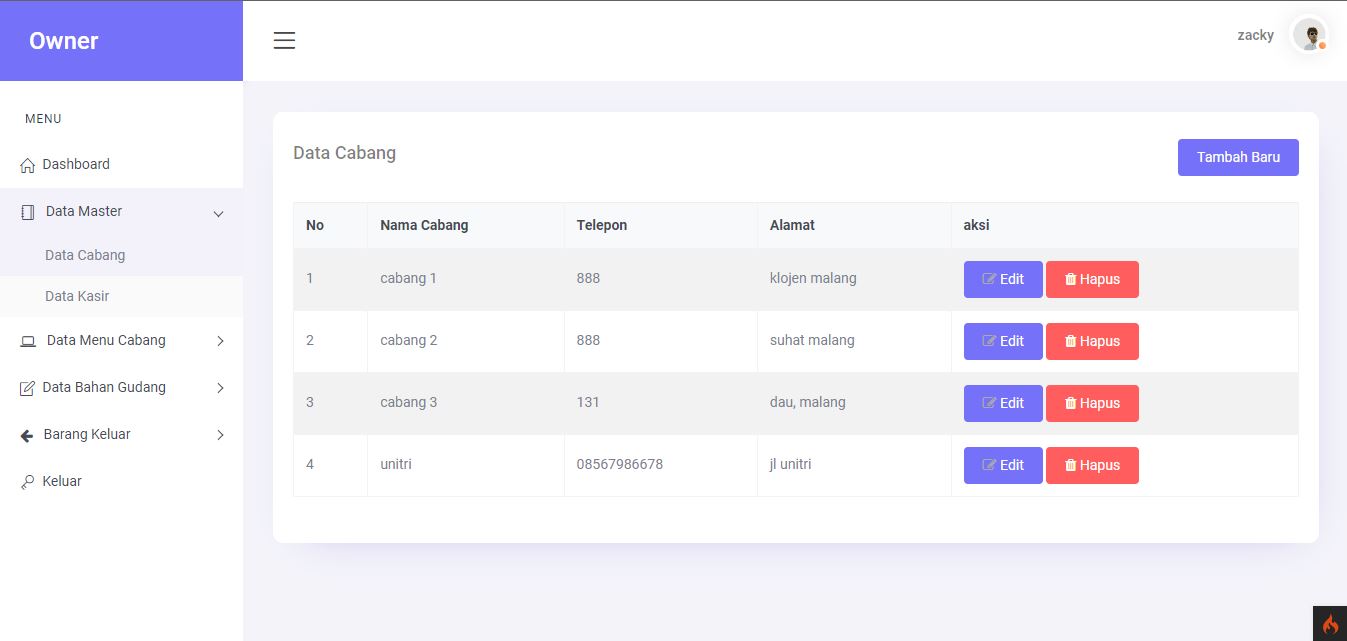 Owner
zacky
MENU
Dashboard
Data Master
Data Cabang
Data Kasir
Data Menu Cabang
Data Bahan Gudang
Barang Keluar
Keluar
Data Cabang
Tambah Baru
No Nama Cabang Telepon Alamat aksi
1 cabang 1 888 klojen malang Edit Hapus
2 cabang 2 888 suhat malang Edit Hapus
3 cabang 3 131 dau, malang Edit Hapus
4 unitri 08567986678 jl unitri Edit Hapus